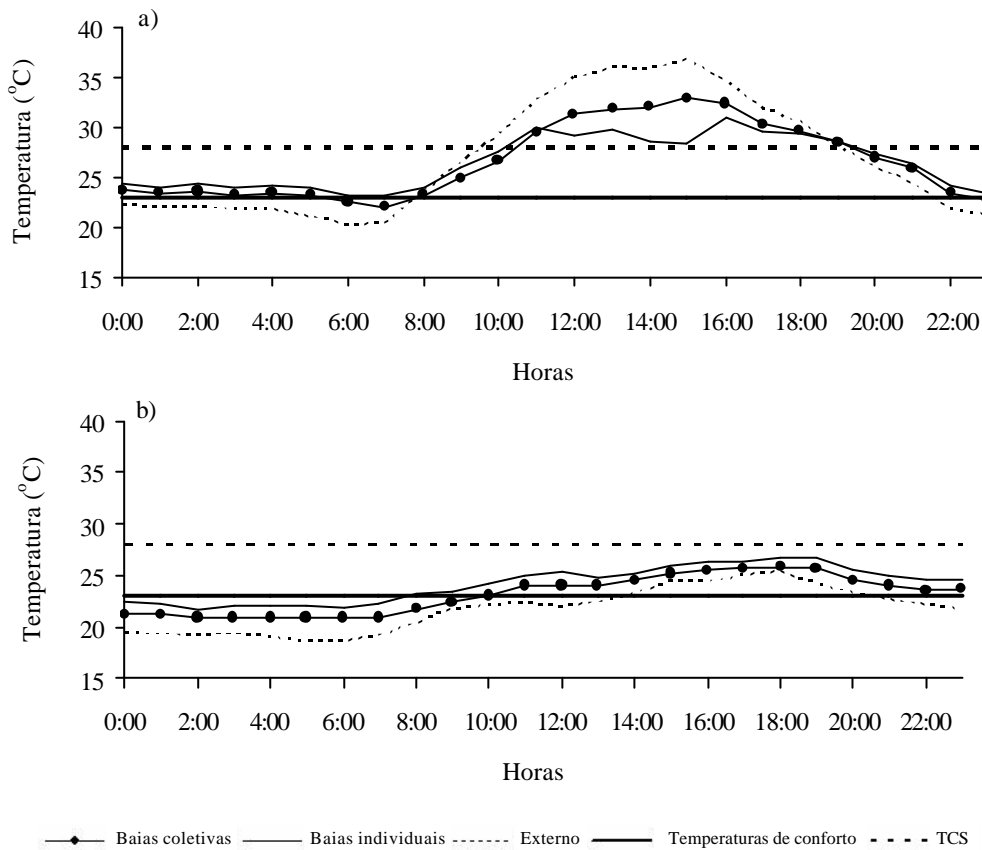 a)
40
35
30
25
20
15
Temperatura (°C)
0:00 2:00 4:00 6:00 8:00 10:00 12:00 14:00 16:00 18:00 20:00 22:00
Horas
b)
40
35
30
25
20
15
Temperatura (°C)
0:00 2:00 4:00 6:00 8:00 10:00 12:00 14:00 16:00 18:00 20:00 22:00
Horas
Baias coletivas Baias individuais Externo Temperaturas de conforto TCS